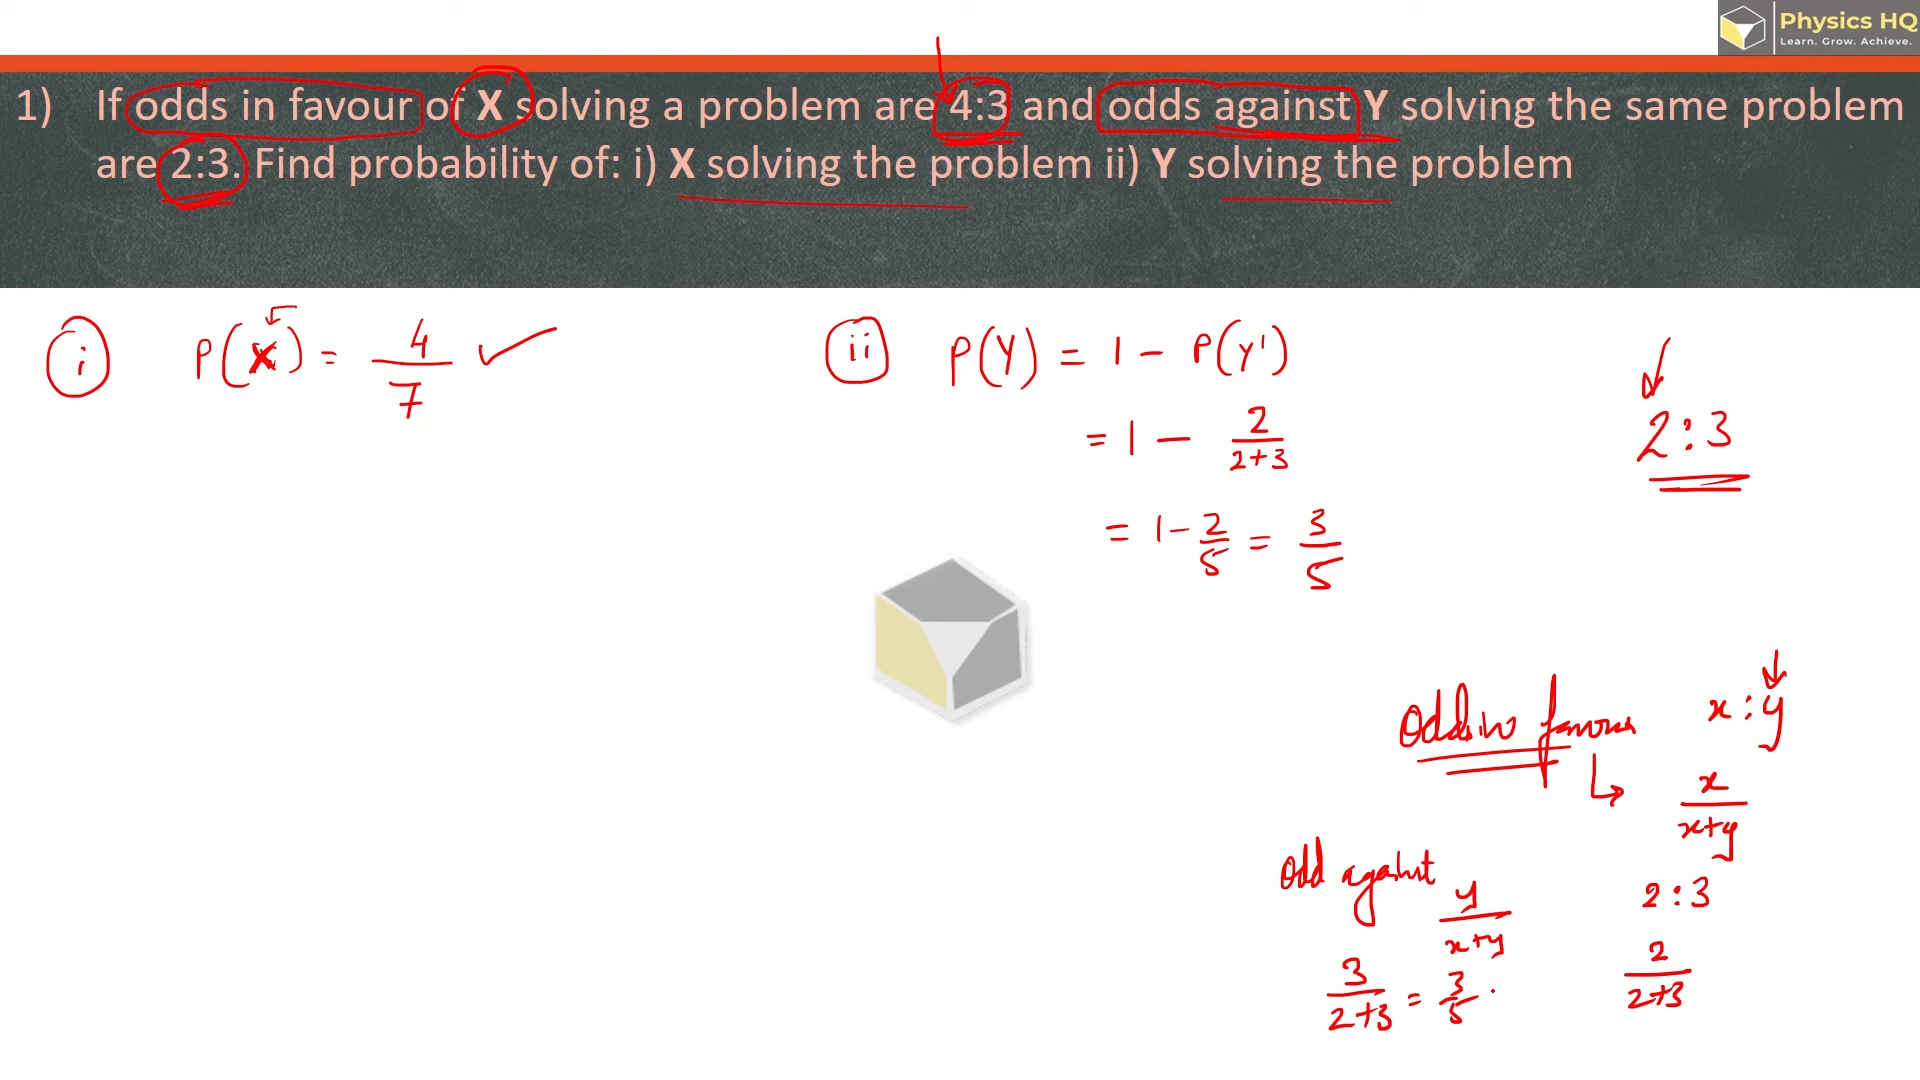 Physics HQ
Learn. Grow. Achieve.
1) If odds in favour of X solving a problem are 4:3 and odds against Y solving the same problem
are 2:3. Find probability of: i) X solving the problem ii) Y solving the problem
i P(X) = 4/7
ii P(Y) = 1 - P(Y')
= 1 - 2/2+3
= 1 - 2/5 = 3/5
2:3
Odds in favour x:y
x/x+y
Odd against y/x+y
2:3
3/2+3 = 3/5
2/2+3